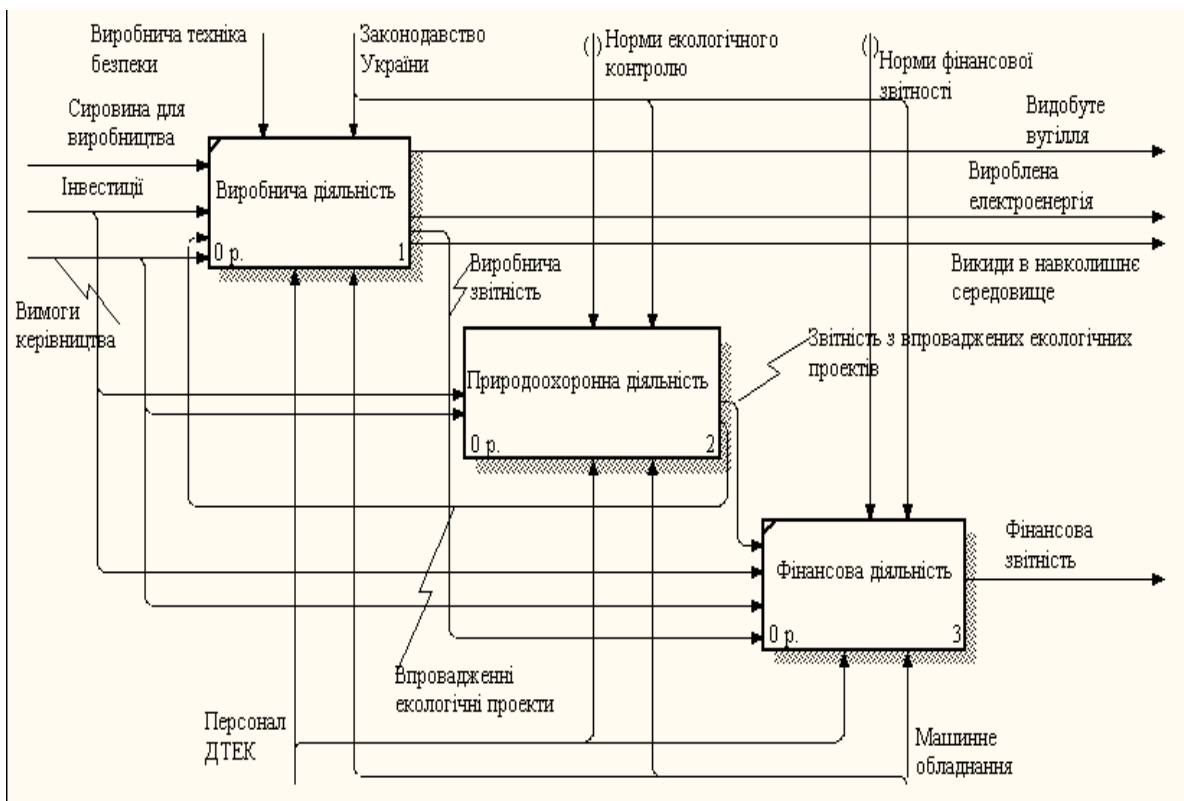 Виробнича техніка
безпеки
Законодавство
України
Норми екологічного
контролю
Норми фінансової
звітності
Сировина для
виробництва
Видобуте
вугілля
Інвестиції
Виробнича діяльність
0 р.
1
Вироблена
електроенергія
Викиди в навколишнє
середовище
Вимоги
керівництва
Виробнича
звітність
Звітність з впроваджених екологічних
проектів
Природоохоронна діяльність
0 р.
2
Фінансова діяльність
0 р.
3
Фінансова
звітність
Впровадженні
екологічні проекти
Персонал
ДТЕК
Машинне
обладнання